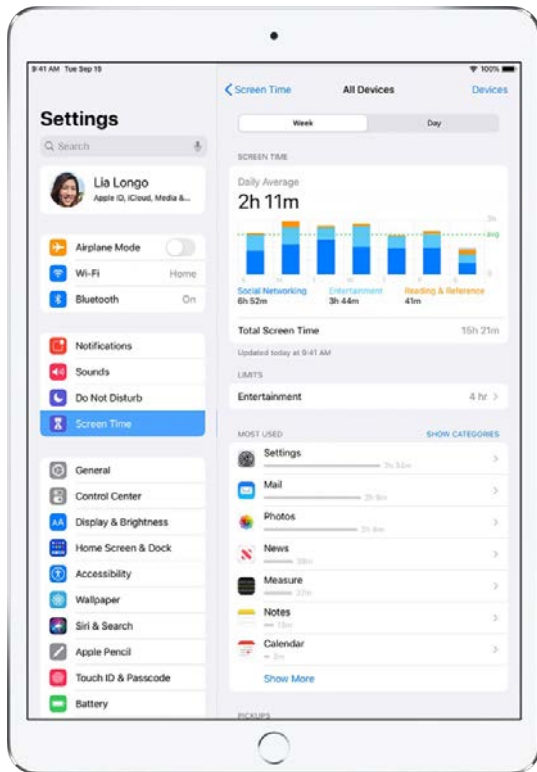 9:41 AM Tue Sep 15
100%
Settings
Search
Lia Longo
Apple ID, iCloud, Media &...
Airplane Mode
Wi-Fi Home
Bluetooth On
Notifications
Sounds
Do Not Disturb
Screen Time
General
Control Center
AA Display & Brightness
Home Screen & Dock
Accessibility
Wallpaper
Siri & Search
Apple Pencil
Touch ID & Passcode
Battery
Screen Time All Devices Devices
Week Day
SCREEN TIME
Daily Average
2h 11m
3h
avg
0
S M T W T F S
Social Networking Entertainment Reading & Reference
6h 52m 3h 44m 41m
Total Screen Time 15h 21m
Updated today at 9:41 AM
LIMITS
Entertainment 4 hr
MOST USED SHOW CATEGORIES
Settings
Mail
Photos
News
Measure
Notes
Calendar
Show More
PICKUPS